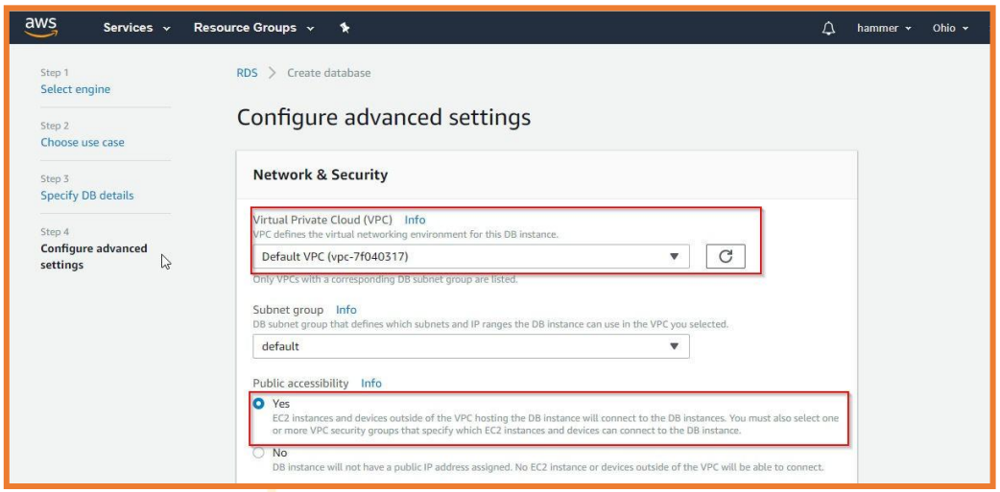 aws Services Resource Groups hammer Ohio
Step 1
Select engine
Step 2
Choose use case
Step 3
Specify DB details
Step 4
Configure advanced
settings
RDS > Create database
Configure advanced settings
Network & Security
Virtual Private Cloud (VPC) Info
VPC defines the virtual networking environment for this DB instance.
Default VPC (vpc-7f040317)
Only VPCs with a corresponding DB subnet group are listed.
Subnet group Info
DB subnet group that defines which subnets and IP ranges the DB instance can use in the VPC you selected.
default
Public accessibility Info
Yes
EC2 instances and devices outside of the VPC hosting the DB instance will connect to the DB instances. You must also select one
or more VPC security groups that specify which EC2 instances and devices can connect to the DB instance.
No
DB instance will not have a public IP address assigned. No EC2 instance or devices outside of the VPC will be able to connect.